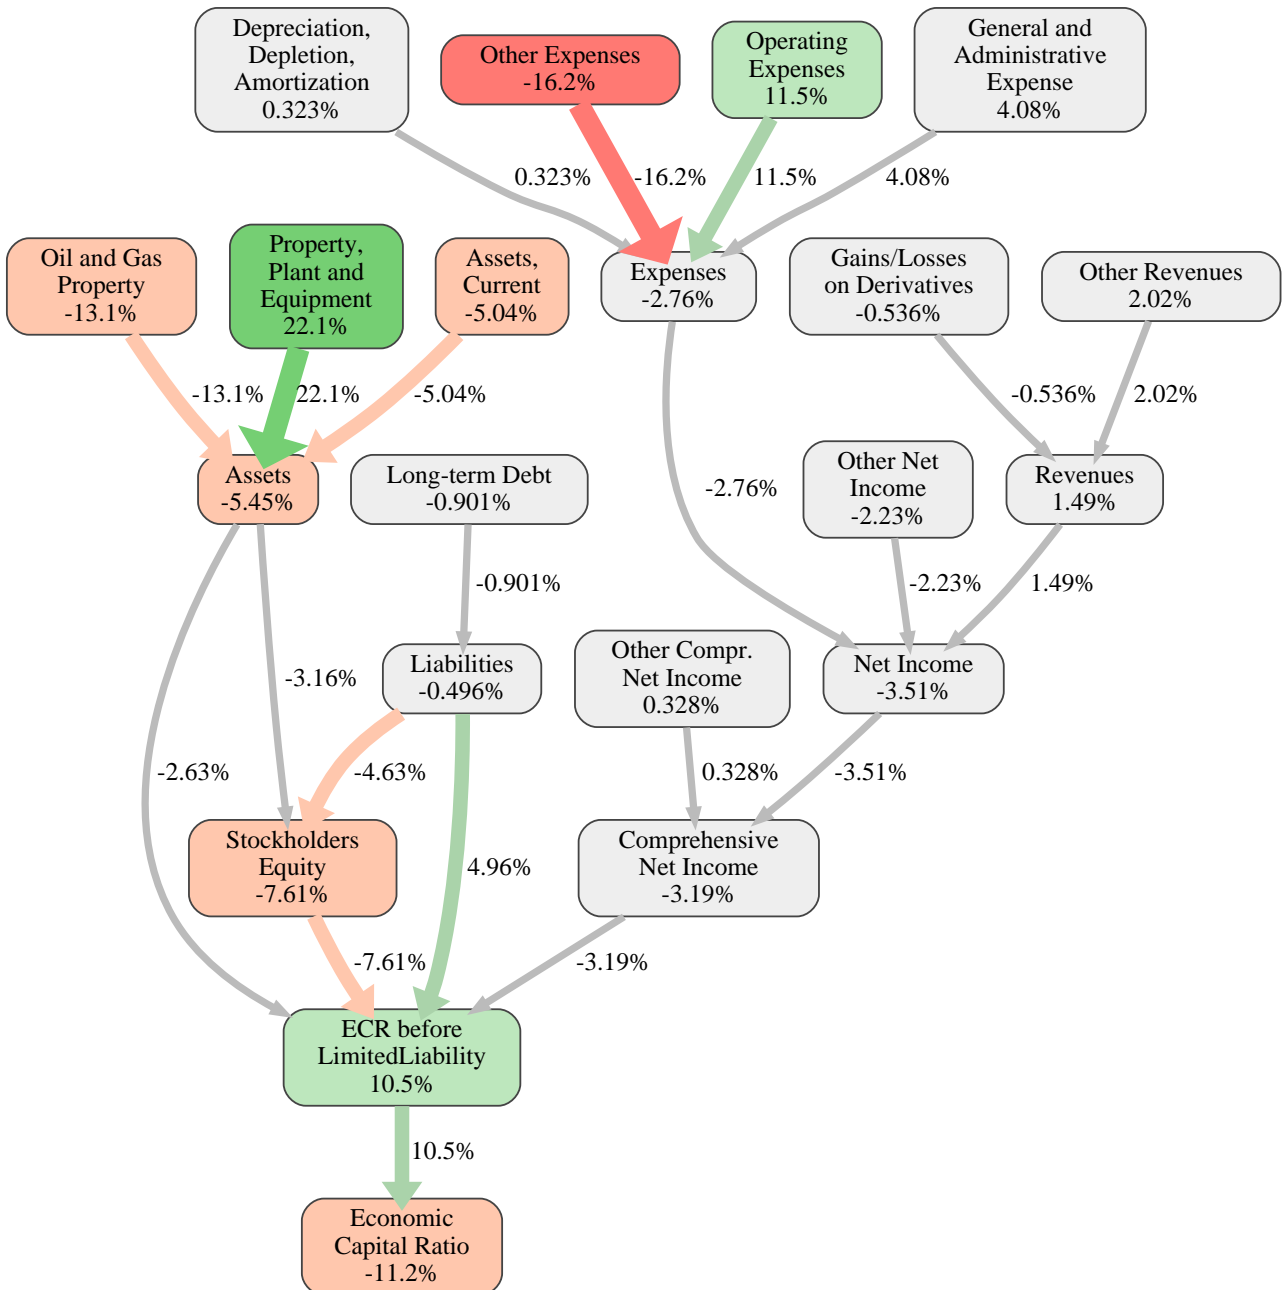 Depreciation,
Depletion,
Amortization
0.323%
Other Expenses
-16.2%
Operating
Expenses
11.5%
General and
Administrative
Expense
4.08%
0.323%
-16.2%
11.5%
4.08%
Oil and Gas
Property
-13.1%
Property,
Plant and
Equipment
22.1%
Assets,
Current
-5.04%
Expenses
-2.76%
Gains/Losses
on Derivatives
-0.536%
Other Revenues
2.02%
-13.1%
22.1%
-5.04%
-0.536%
2.02%
Assets
-5.45%
Long-term Debt
-0.901%
-2.76%
Other Net
Income
-2.23%
Revenues
1.49%
-0.901%
-2.23%
1.49%
-3.16%
Liabilities
-0.496%
Other Compr.
Net Income
0.328%
Net Income
-3.51%
-2.63%
-4.63%
0.328%
-3.51%
Stockholders
Equity
-7.61%
4.96%
Comprehensive
Net Income
-3.19%
-7.61%
-3.19%
ECR before
LimitedLiability
10.5%
10.5%
Economic
Capital Ratio
-11.2%